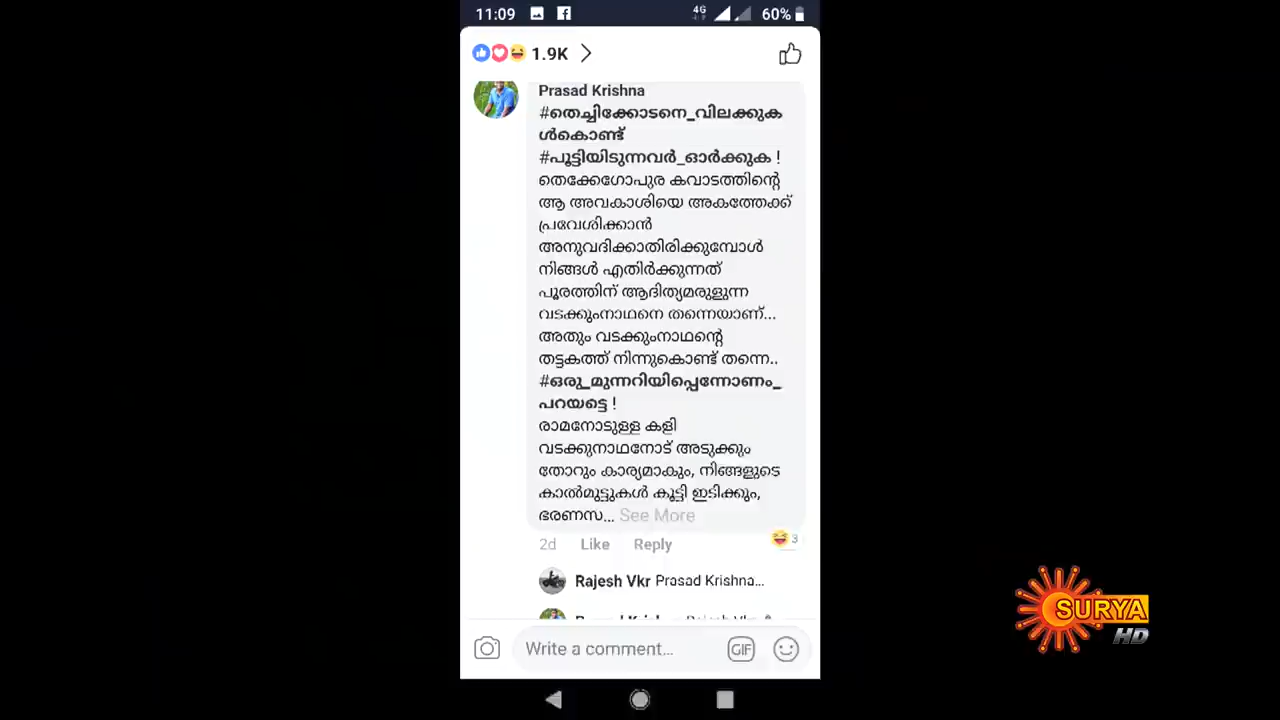 11:09
4G
60%
1.9K
Prasad Krishna
#തെച്ചിക്കോടനെ_വിലക്കുക
ൾകൊണ്ട്
#പൂട്ടിയിടുന്നവർ_ഓർക്കുക !
തെക്കേഗോപുര കവാടത്തിന്റെ
ആ അവകാശിയെ അകത്തേക്ക്
പ്രവേശിക്കാൻ
അനുവദിക്കാതിരിക്കുമ്പോൾ
നിങ്ങൾ എതിർക്കുന്നത്
പൂരത്തിന് ആദിത്യമരുളുന്ന
വടക്കുംനാഥനെ തന്നെയാണ്...
അതും വടക്കുംനാഥന്റെ
തട്ടകത്ത് നിന്നുകൊണ്ട് തന്നെ..
#ഒരു_മുന്നറിയിപ്പെന്നോണം_
പറയട്ടെ !
രാമനോടുള്ള കളി
വടക്കുനാഥനോട് അടുക്കും
തോറും കാര്യമാകും, നിങ്ങളുടെ
കാൽമുട്ടുകൾ കൂട്ടി ഇടിക്കും,
ഭരണസ... See More
2d Like Reply 3
Rajesh Vkr Prasad Krishna...
Write a comment... GIF
SURYA
HD